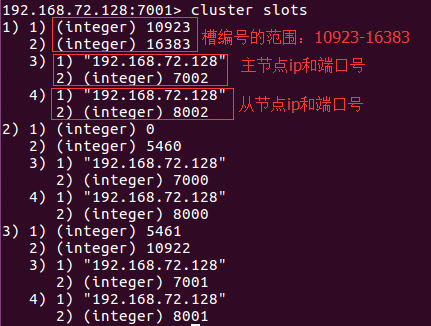 192.168.72.128:7001> cluster slots
1) 1) (integer) 10923
2) (integer) 16383
槽编号的范围：10923-16383
3) 1) "192.168.72.128"
2) (integer) 7002
主节点ip和端口号
4) 1) "192.168.72.128"
2) (integer) 8002
从节点ip和端口号
2) 1) (integer) 0
2) (integer) 5460
3) 1) "192.168.72.128"
2) (integer) 7000
4) 1) "192.168.72.128"
2) (integer) 8000
3) 1) (integer) 5461
2) (integer) 10922
3) 1) "192.168.72.128"
2) (integer) 7001
4) 1) "192.168.72.128"
2) (integer) 8001